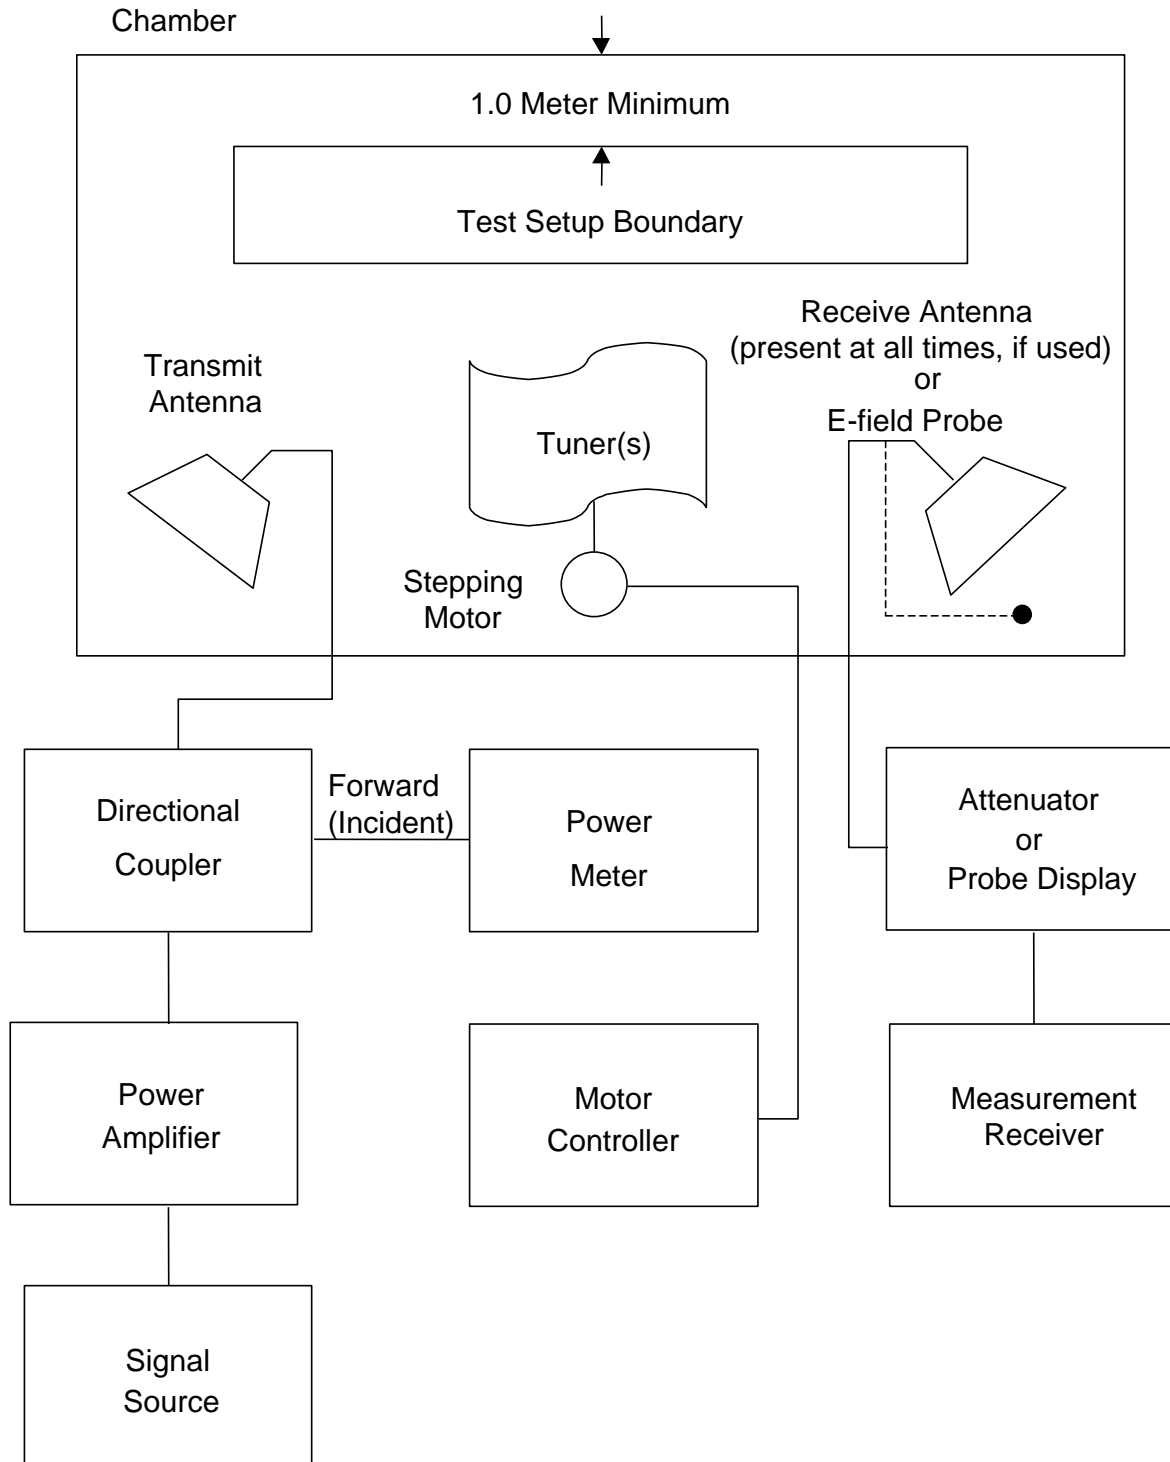 Chamber
1.0 Meter Minimum
Test Setup Boundary
Transmit
Antenna
Tuner(s)
Receive Antenna
(present at all times, if used)
or
E-field Probe
Stepping
Motor
Directional
Coupler
Forward
(Incident)
Power
Meter
Attenuator
or
Probe Display
Power
Amplifier
Motor
Controller
Measurement
Receiver
Signal
Source